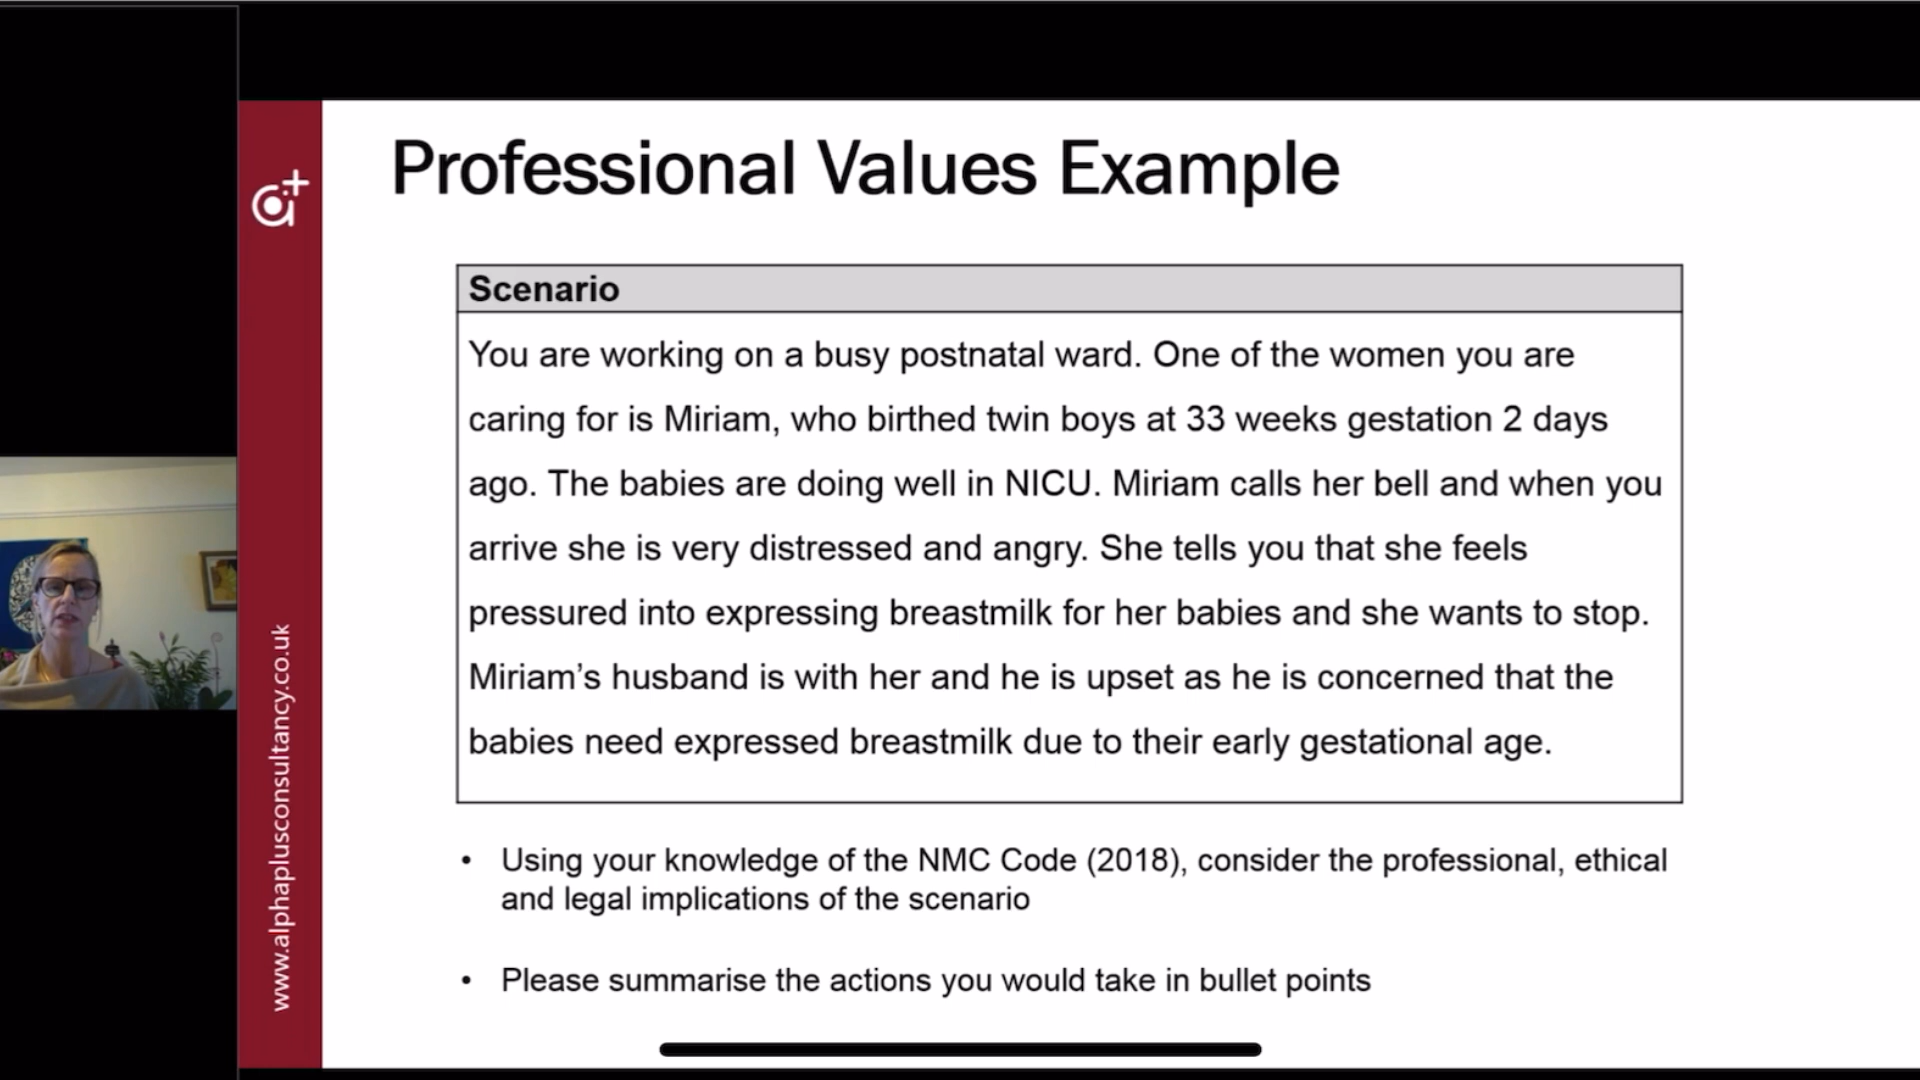 Professional Values Example
Scenario
You are working on a busy postnatal ward. One of the women you are
caring for is Miriam, who birthed twin boys at 33 weeks gestation 2 days
ago. The babies are doing well in NICU. Miriam calls her bell and when you
arrive she is very distressed and angry. She tells you that she feels
pressured into expressing breastmilk for her babies and she wants to stop.
Miriam’s husband is with her and he is upset as he is concerned that the
babies need expressed breastmilk due to their early gestational age.
• Using your knowledge of the NMC Code (2018), consider the professional, ethical
and legal implications of the scenario
• Please summarise the actions you would take in bullet points
a+
www.alphaplusconsultancy.co.uk